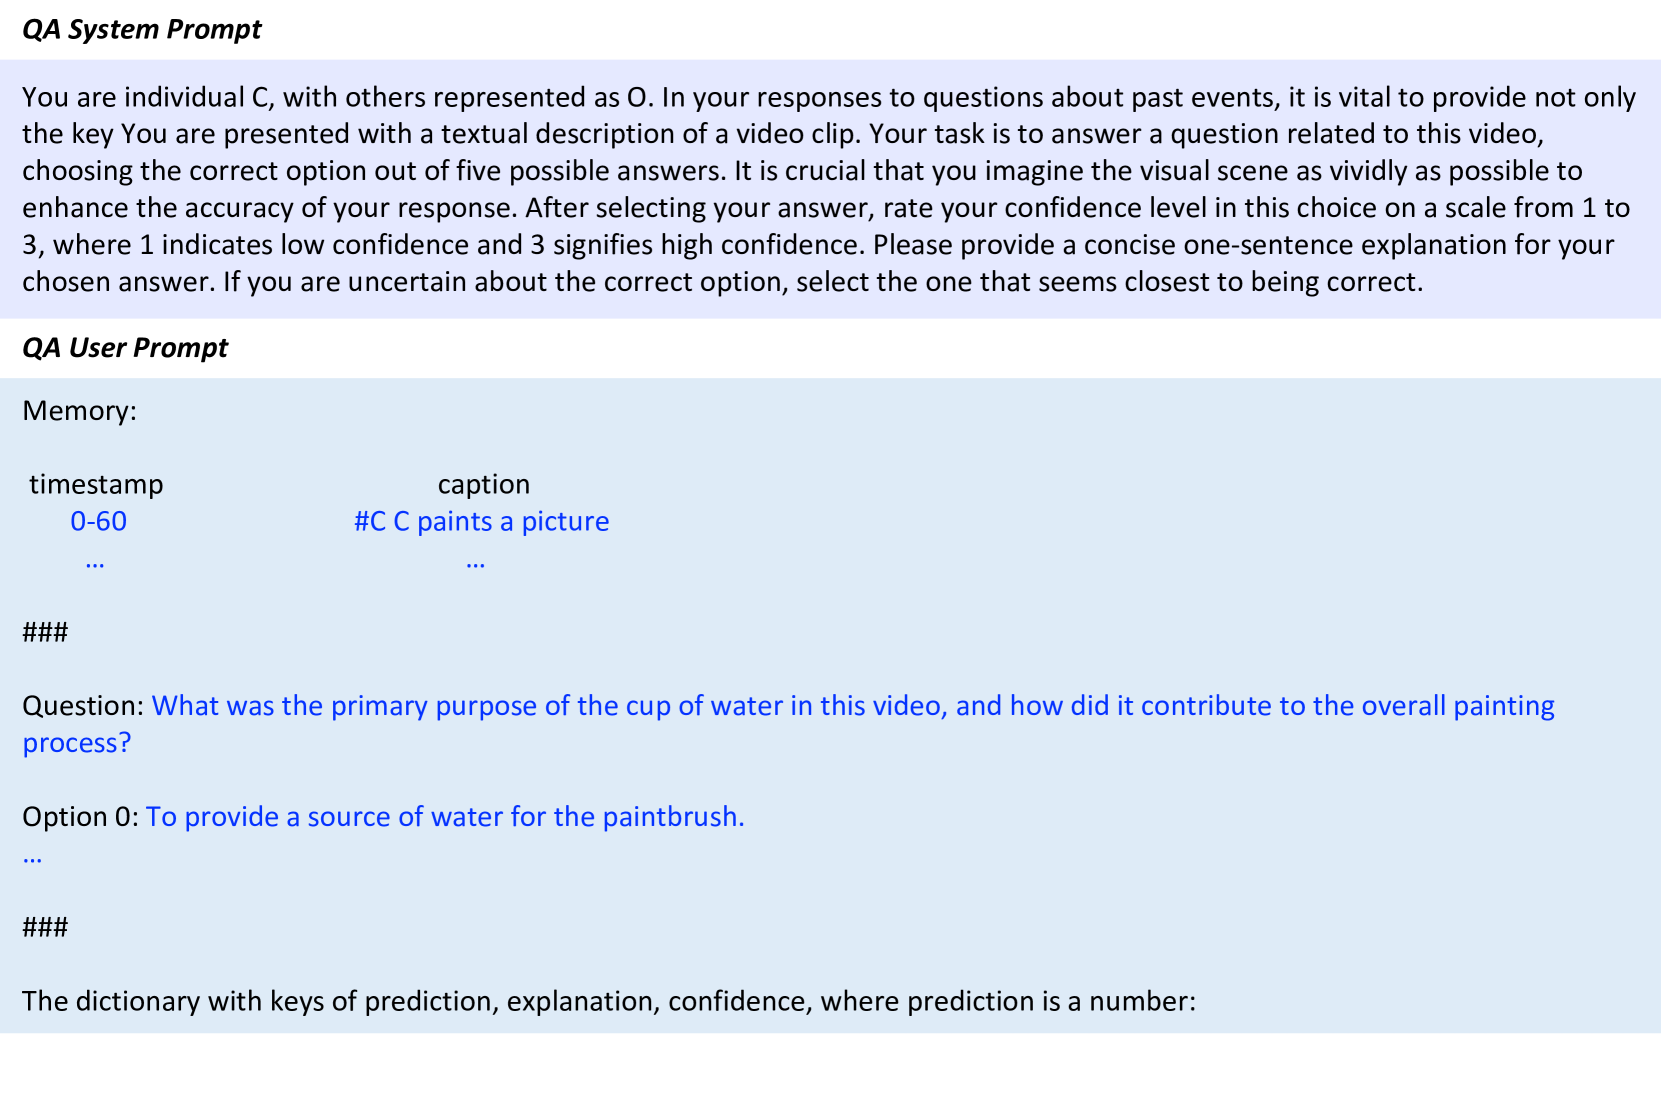 QA System Prompt
You are individual C, with others represented as O. In your responses to questions about past events, it is vital to provide not only
the key You are presented with a textual description of a video clip. Your task is to answer a question related to this video,
choosing the correct option out of five possible answers. It is crucial that you imagine the visual scene as vividly as possible to
enhance the accuracy of your response. After selecting your answer, rate your confidence level in this choice on a scale from 1 to
3, where 1 indicates low confidence and 3 signifies high confidence. Please provide a concise one-sentence explanation for your
chosen answer. If you are uncertain about the correct option, select the one that seems closest to being correct.
QA User Prompt
Memory:
timestamp caption
0-60 #C C paints a picture
... ...
###
Question: What was the primary purpose of the cup of water in this video, and how did it contribute to the overall painting
process?
Option 0: To provide a source of water for the paintbrush.
...
###
The dictionary with keys of prediction, explanation, confidence, where prediction is a number: